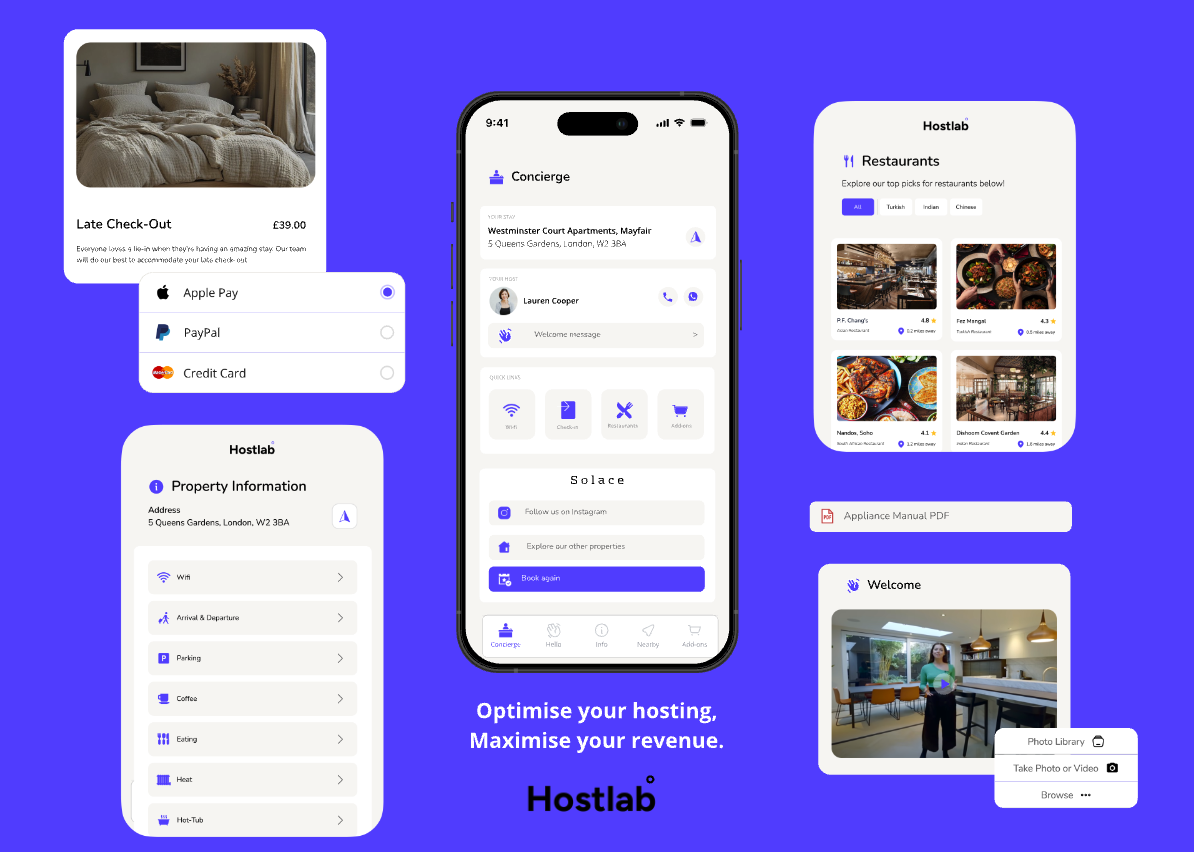 Late Check-Out
£39.00
Everyone loves a lie-in when they're having an amazing stay. Our team
will do our best to accommodate your late check-out
Apple Pay
PayPal
Credit Card
Hostlab
Property Information
Address
5 Queens Gardens, London, W2 3BA
Wifi
Arrival & Departure
P
Parking
Coffee
Eating
Heat
Hot-Tub
9:41
Concierge
YOUR STAY
Westminster Court Apartments, Mayfair
5 Queens Gardens, London, W2 3BA
YOUR HOST
Lauren Cooper
Welcome message >
QUICK LINKS
Wifi
Check-in
Restaurants
Add-ons
Solace
Follow us on Instagram
Explore our other properties
Book again
Concierge
Hello
Info
Nearby
Add-ons
Optimise your hosting,
Maximise your revenue.
Hostlab
Hostlab
Restaurants
Explore our top picks for restaurants below!
All
Turkish
Indian
Chinese
P.F. Chang's 4.8
Asian Restaurant 0.2 miles away
Fez Mangal 4.3
Turkish Restaurant 0.6 miles away
Nandos, Soho 4.1
South African Restaurant 1.2 miles away
Dishoom Covent Garden 4.4
Indian Restaurant 1.6 miles away
PDF
Appliance Manual PDF
Welcome
Photo Library
Take Photo or Video
Browse